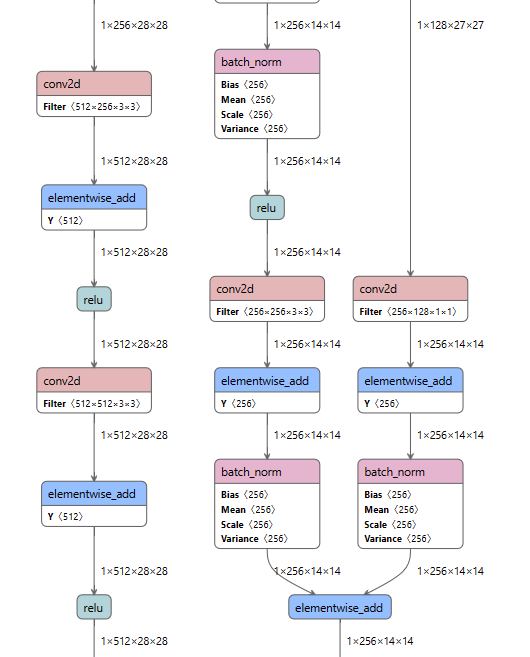 1×256×28×28
conv2d
Filter ⟨512×256×3×3⟩
1×512×28×28
elementwise_add
Y ⟨512⟩
1×512×28×28
relu
1×512×28×28
conv2d
Filter ⟨512×512×3×3⟩
1×512×28×28
elementwise_add
Y ⟨512⟩
1×512×28×28
relu
1×512×28×28
1×256×14×14
batch_norm
Bias ⟨256⟩
Mean ⟨256⟩
Scale ⟨256⟩
Variance ⟨256⟩
1×256×14×14
relu
1×256×14×14
conv2d
Filter ⟨256×256×3×3⟩
1×256×14×14
elementwise_add
Y ⟨256⟩
1×256×14×14
batch_norm
Bias ⟨256⟩
Mean ⟨256⟩
Scale ⟨256⟩
Variance ⟨256⟩
1×256×14×14
1×128×27×27
conv2d
Filter ⟨256×128×1×1⟩
1×256×14×14
elementwise_add
Y ⟨256⟩
1×256×14×14
batch_norm
Bias ⟨256⟩
Mean ⟨256⟩
Scale ⟨256⟩
Variance ⟨256⟩
1×256×14×14
elementwise_add
1×256×14×14